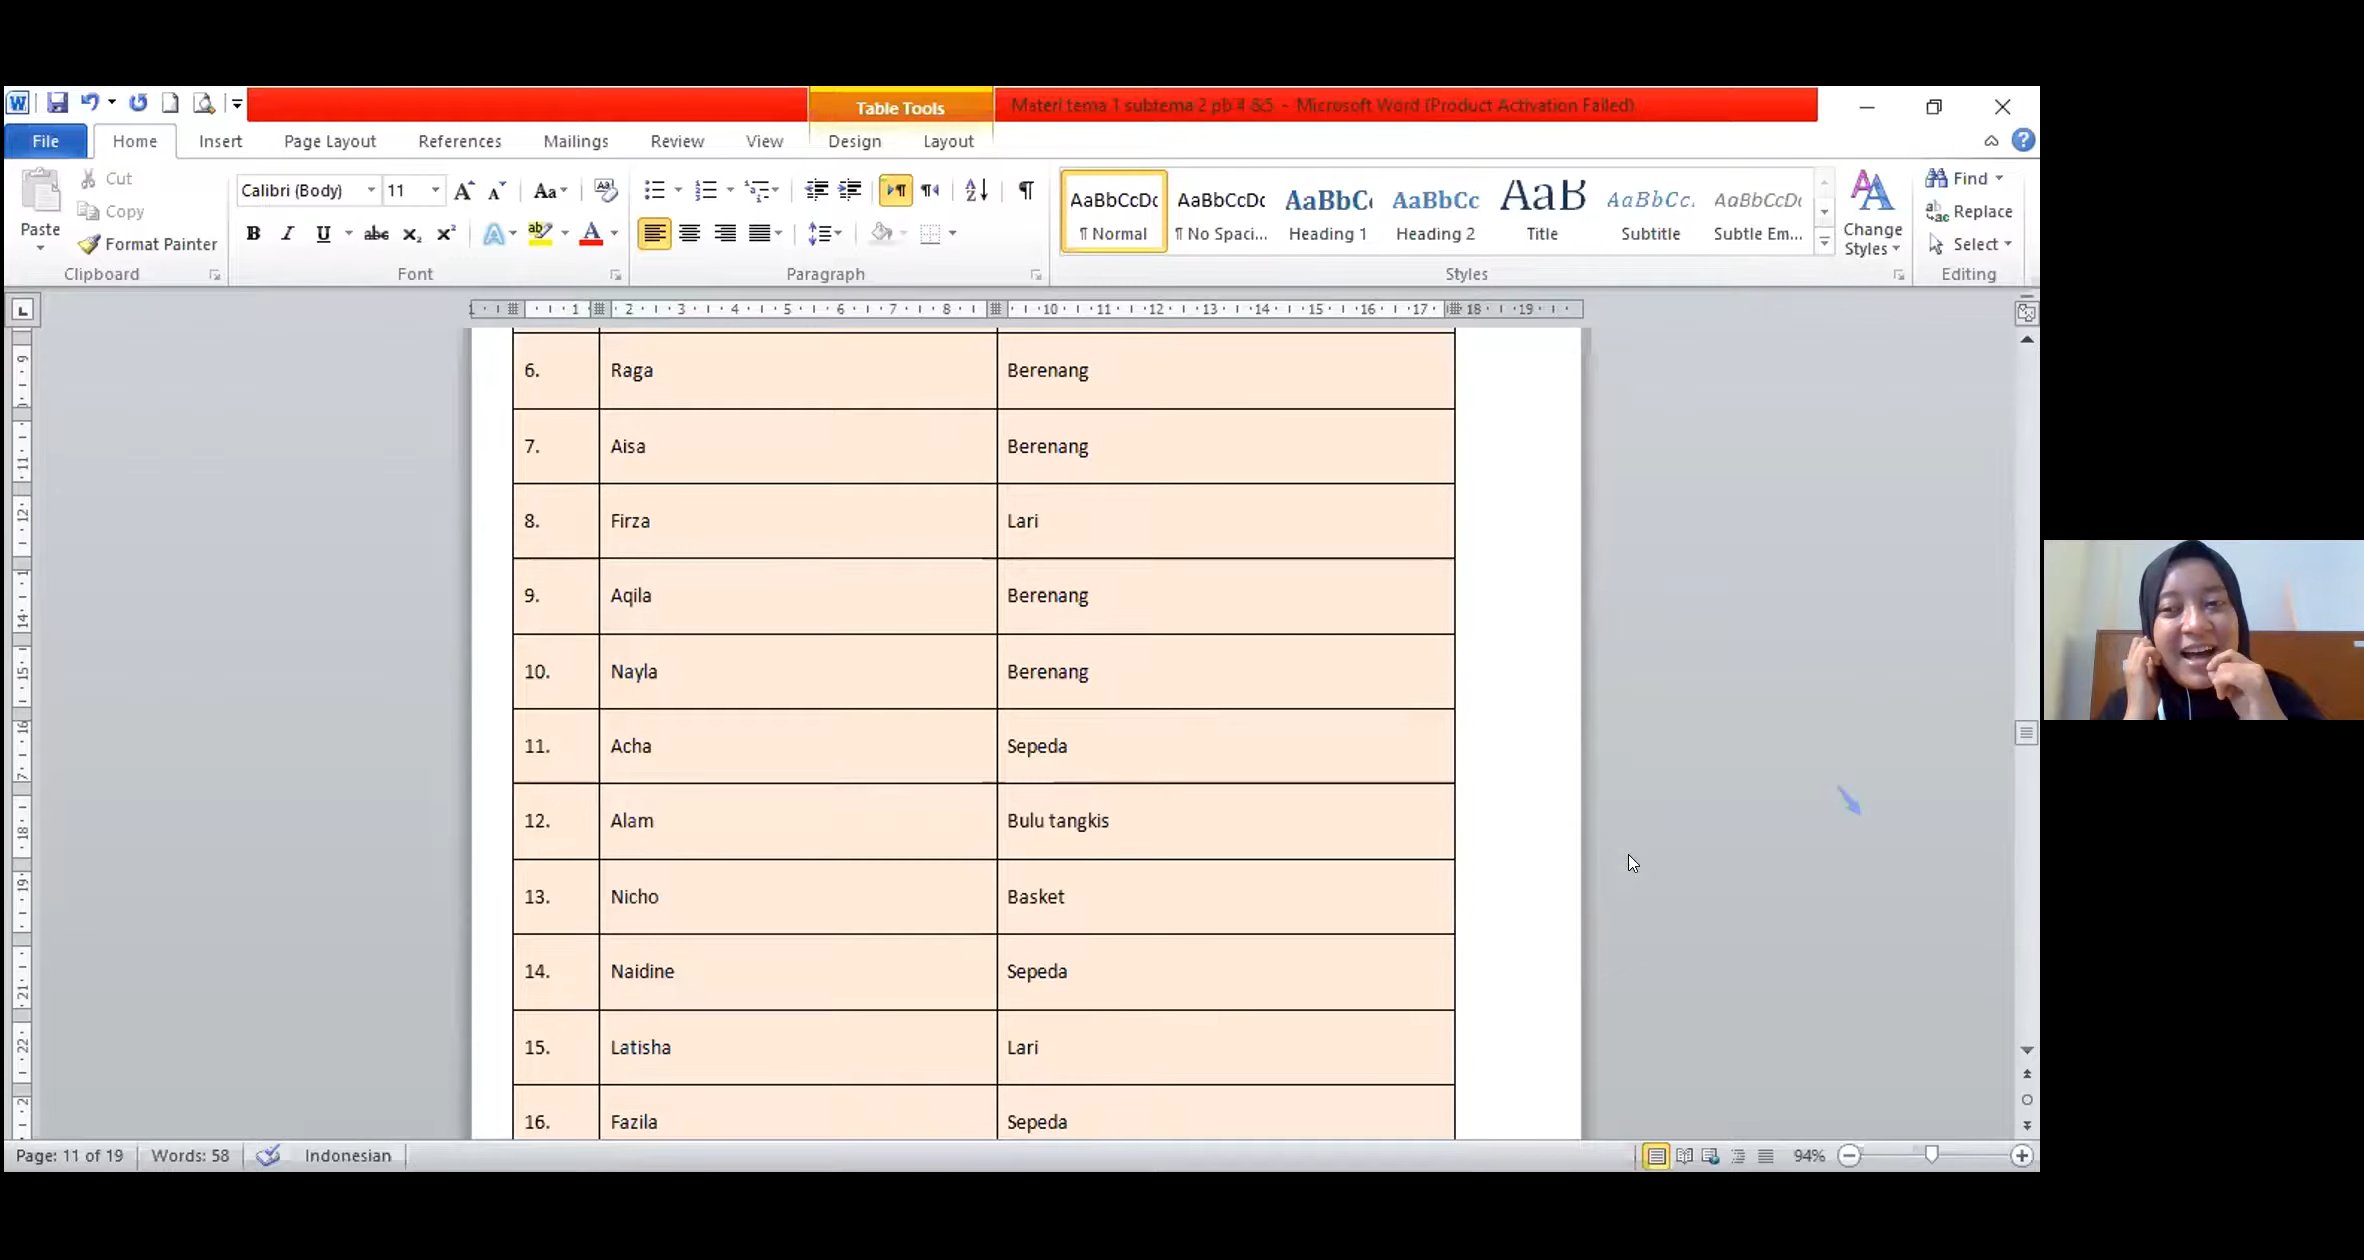 Table Tools
Materi tema 1 subtema 2 pb 4 &5 - Microsoft Word (Product Activation Failed)
File Home Insert Page Layout References Mailings Review View Design Layout
Paste
Cut
Copy
Format Painter
Clipboard
Calibri (Body) 11
Font
Paragraph
AaBbCcDc AaBbCcDc AaBbC AaBbCc AaB AaBbCc. AaBbCcDc
¶ Normal ¶ No Spaci... Heading 1 Heading 2 Title Subtitle Subtle Em...
Styles
Change
Styles
Find
Replace
Select
Editing
6. Raga Berenang
7. Aisa Berenang
8. Firza Lari
9. Aqila Berenang
10. Nayla Berenang
11. Acha Sepeda
12. Alam Bulu tangkis
13. Nicho Basket
14. Naidine Sepeda
15. Latisha Lari
16. Fazila Sepeda
Page: 11 of 19 Words: 58 Indonesian 94%